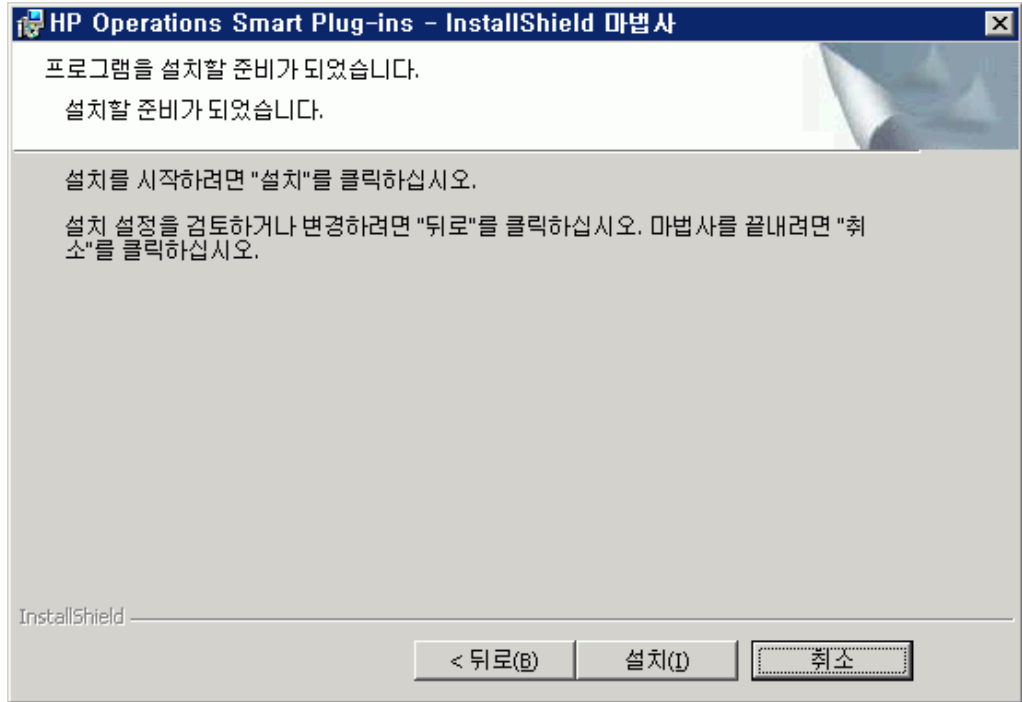 HP Operations Smart Plug-ins - InstallShield 마법사
프로그램을 설치할 준비가 되었습니다.
설치할 준비가 되었습니다.
설치를 시작하려면 "설치"를 클릭하십시오.
설치 설정을 검토하거나 변경하려면 "뒤로"를 클릭하십시오. 마법사를 끝내려면 "취
소"를 클릭하십시오.
InstallShield
< 뒤로(B)
설치(I)
취소